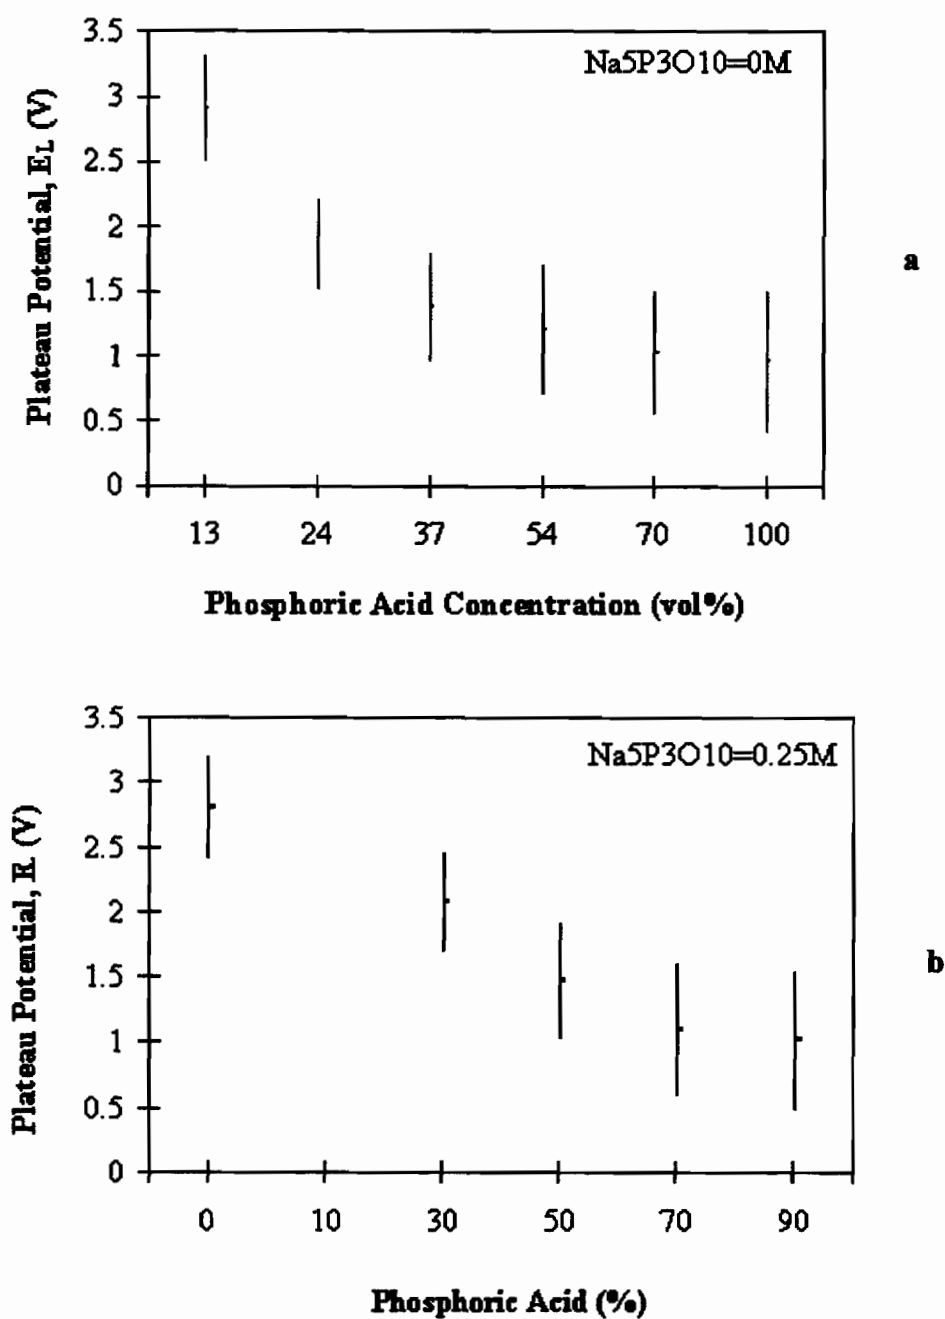 3.5
Na5P3O10=0M
3
2.5
2
1.5
1
0.5
0
Plateau Potential, EL (V)
a
13 24 37 54 70 100
Phosphoric Acid Concentration (vol%)
3.5
Na5P3O10=0.25M
3
2.5
2
1.5
1
0.5
0
Plateau Potential, E (V)
b
0 10 30 50 70 90
Phosphoric Acid (%)